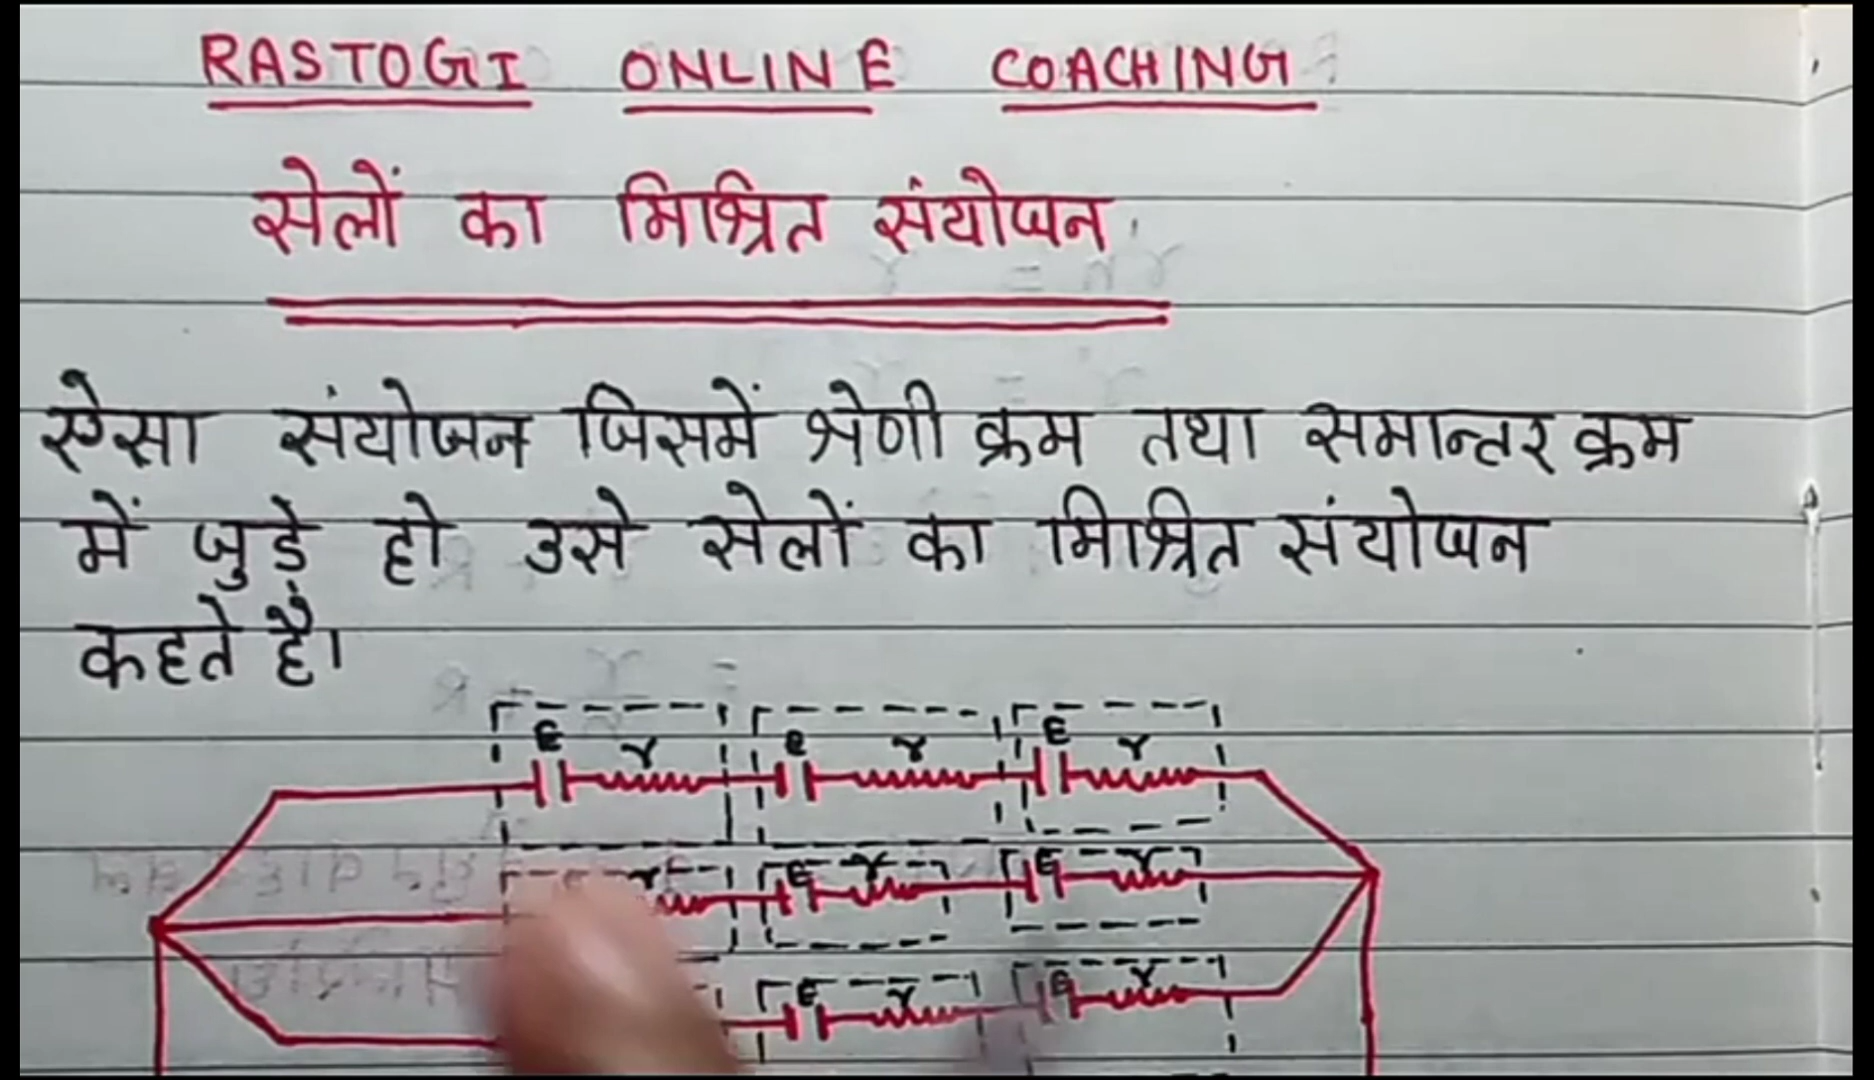 RASTOGI ONLINE COACHING
सेलों का मिश्रित संयोजन
ऐसा संयोजन जिसमें श्रेणी क्रम तथा समान्तर क्रम
में जुड़े हो उसे सेलों का मिश्रित संयोजन
कहते हैं।
E r E r E r
r E r E r
E r E r